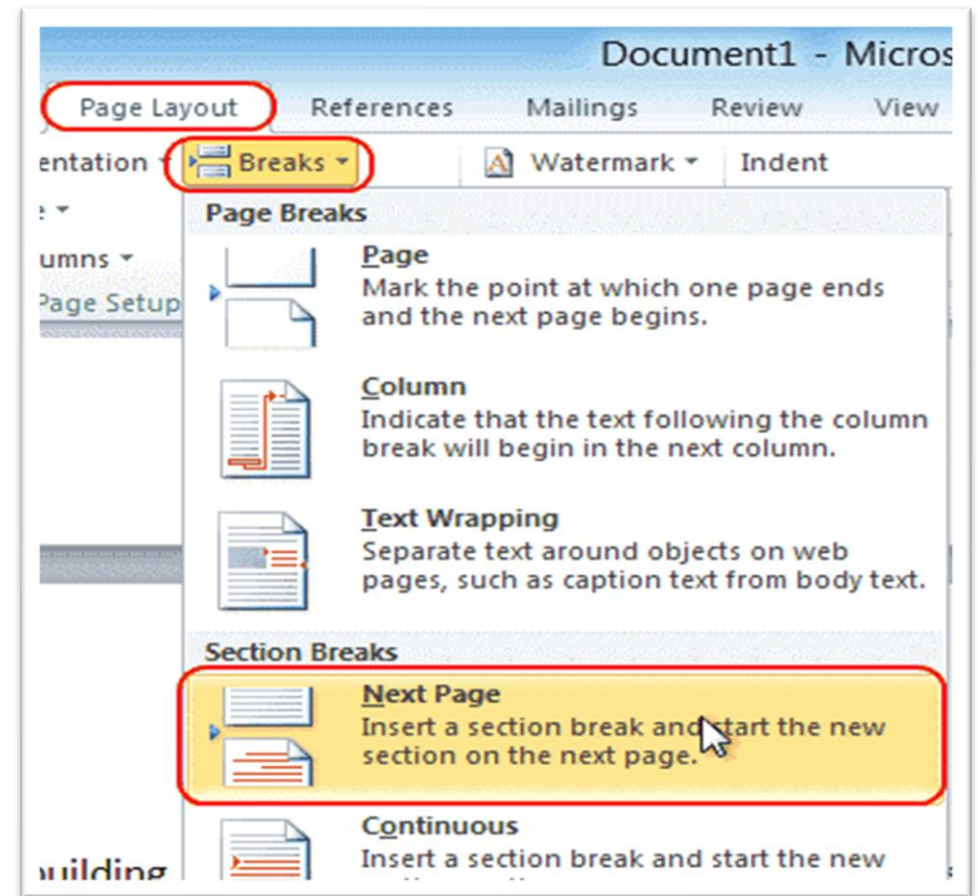 Document1 - Micros
Page Layout References Mailings Review View
entation Breaks Watermark Indent
Page Breaks
umns
Page Setup
Page
Mark the point at which one page ends
and the next page begins.
Column
Indicate that the text following the column
break will begin in the next column.
Text Wrapping
Separate text around objects on web
pages, such as caption text from body text.
Section Breaks
Next Page
Insert a section break and start the new
section on the next page.
Continuous
Insert a section break and start the new
building